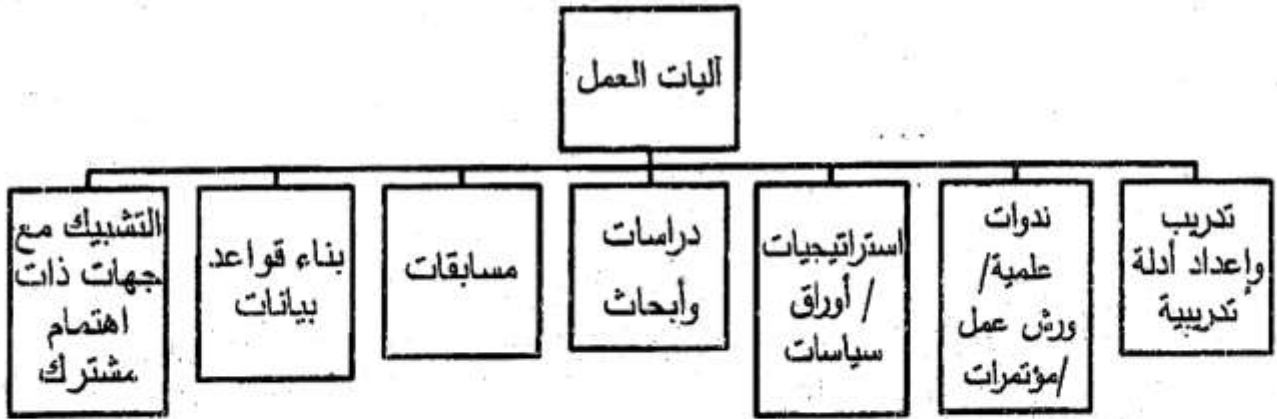 آليات العمل
تدريب
وإعداد أدلة
تدريبية
ندوات
علمية/
ورش عمل
/مؤتمرات
استراتيجيات
/ أوراق
سياسات
دراسات
وأبحاث
مسابقات
بناء قواعد
بيانات
التشبيك مع
جهات ذات
اهتمام
مشترك